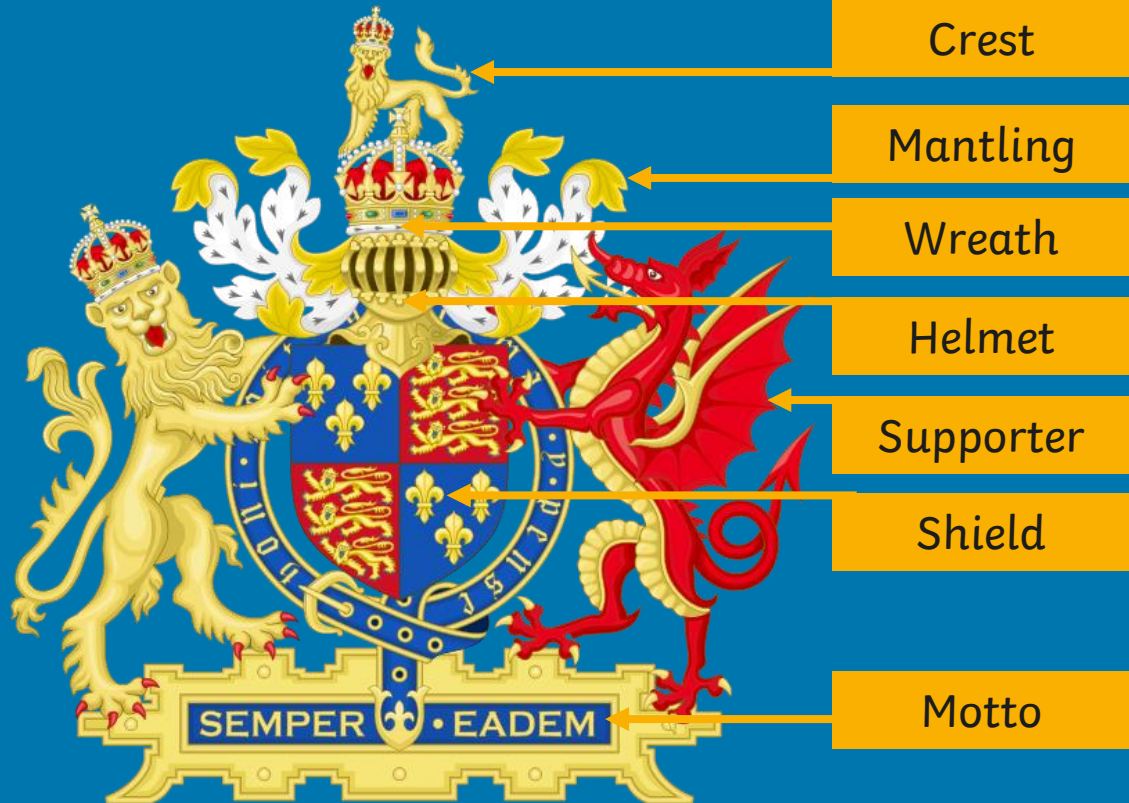 Crest
Mantling
Wreath
Helmet
Supporter
Shield
Motto
SEMPER · EADEM